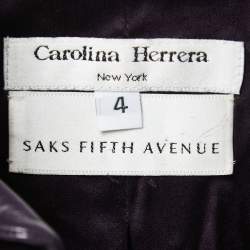 Carolina Herrera
New York
4
SAKS FIFTH AVENUE